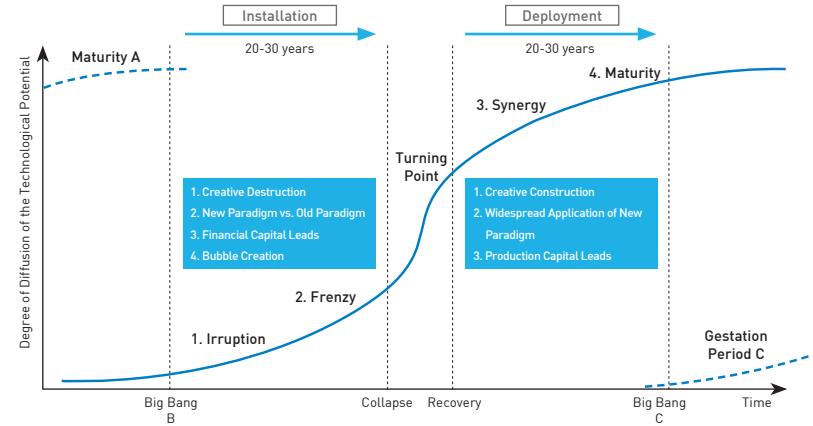 Installation
Deployment
20-30 years
20-30 years
Maturity A
4. Maturity
3. Synergy
Turning
Point
1. Creative Destruction
2. New Paradigm vs. Old Paradigm
3. Financial Capital Leads
4. Bubble Creation
1. Creative Construction
2. Widespread Application of New
Paradigm
3. Production Capital Leads
2. Frenzy
1. Irruption
Gestation
Period C
Degree of Diffusion of the Technological Potential
Big Bang
B
Collapse
Recovery
Big Bang
C
Time